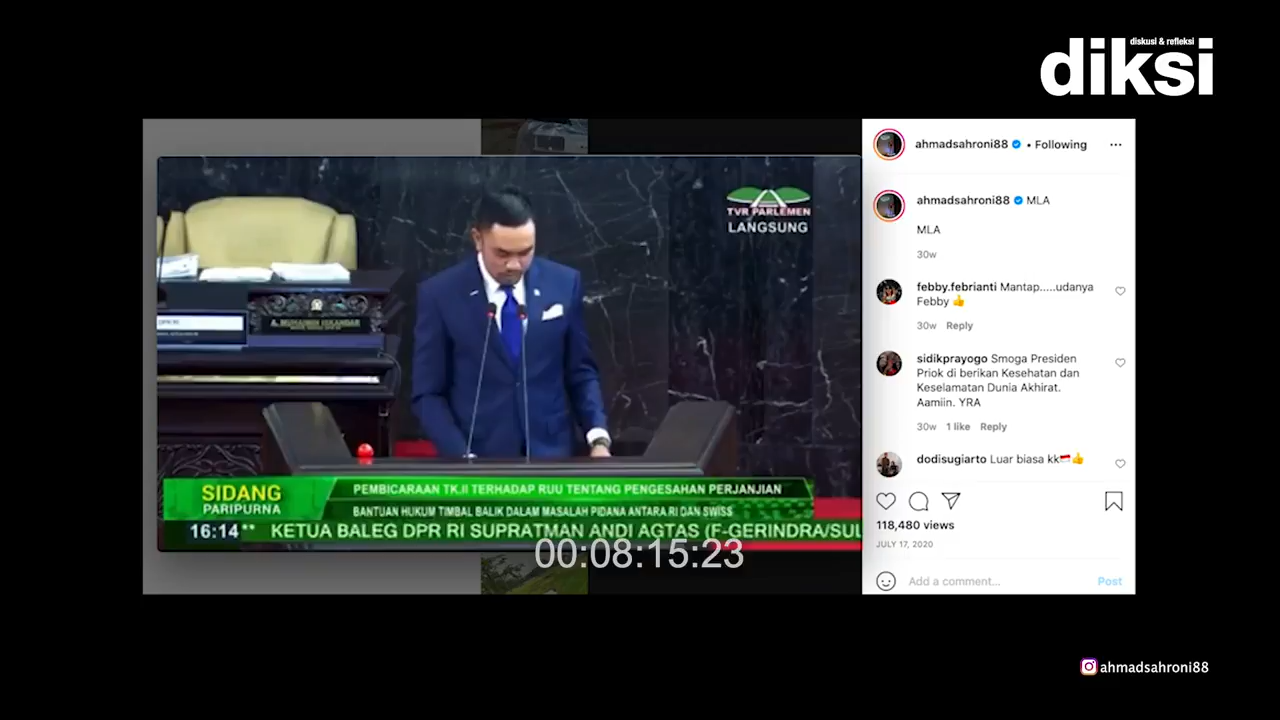 diskusi & refleksi
diksi
ahmadsahroni88 • Following
ahmadsahroni88 MLA
MLA
30w
febby.febrianti Mantap.....udanya
Febby 👍
30w Reply
sidikprayogo Smoga Presiden
Priok di berikan Kesehatan dan
Keselamatan Dunia Akhirat.
Aamiin. YRA
30w 1 like Reply
dodisugiarto Luar biasa kk🇮🇩👍
118,480 views
JULY 17, 2020
Add a comment... Post
TVR PARLEMEN
LANGSUNG
A. MUHAIMIN ISKANDAR
SIDANG
PARIPURNA
PEMBICARAAN TK.II TERHADAP RUU TENTANG PENGESAHAN PERJANJIAN
BANTUAN HUKUM TIMBAL BALIK DALAM MASALAH PIDANA ANTARA RI DAN SWISS
16:14 KETUA BALEG DPR RI SUPRATMAN ANDI AGTAS (F-GERINDRA/SUL
00:08:15:23
ahmadsahroni88